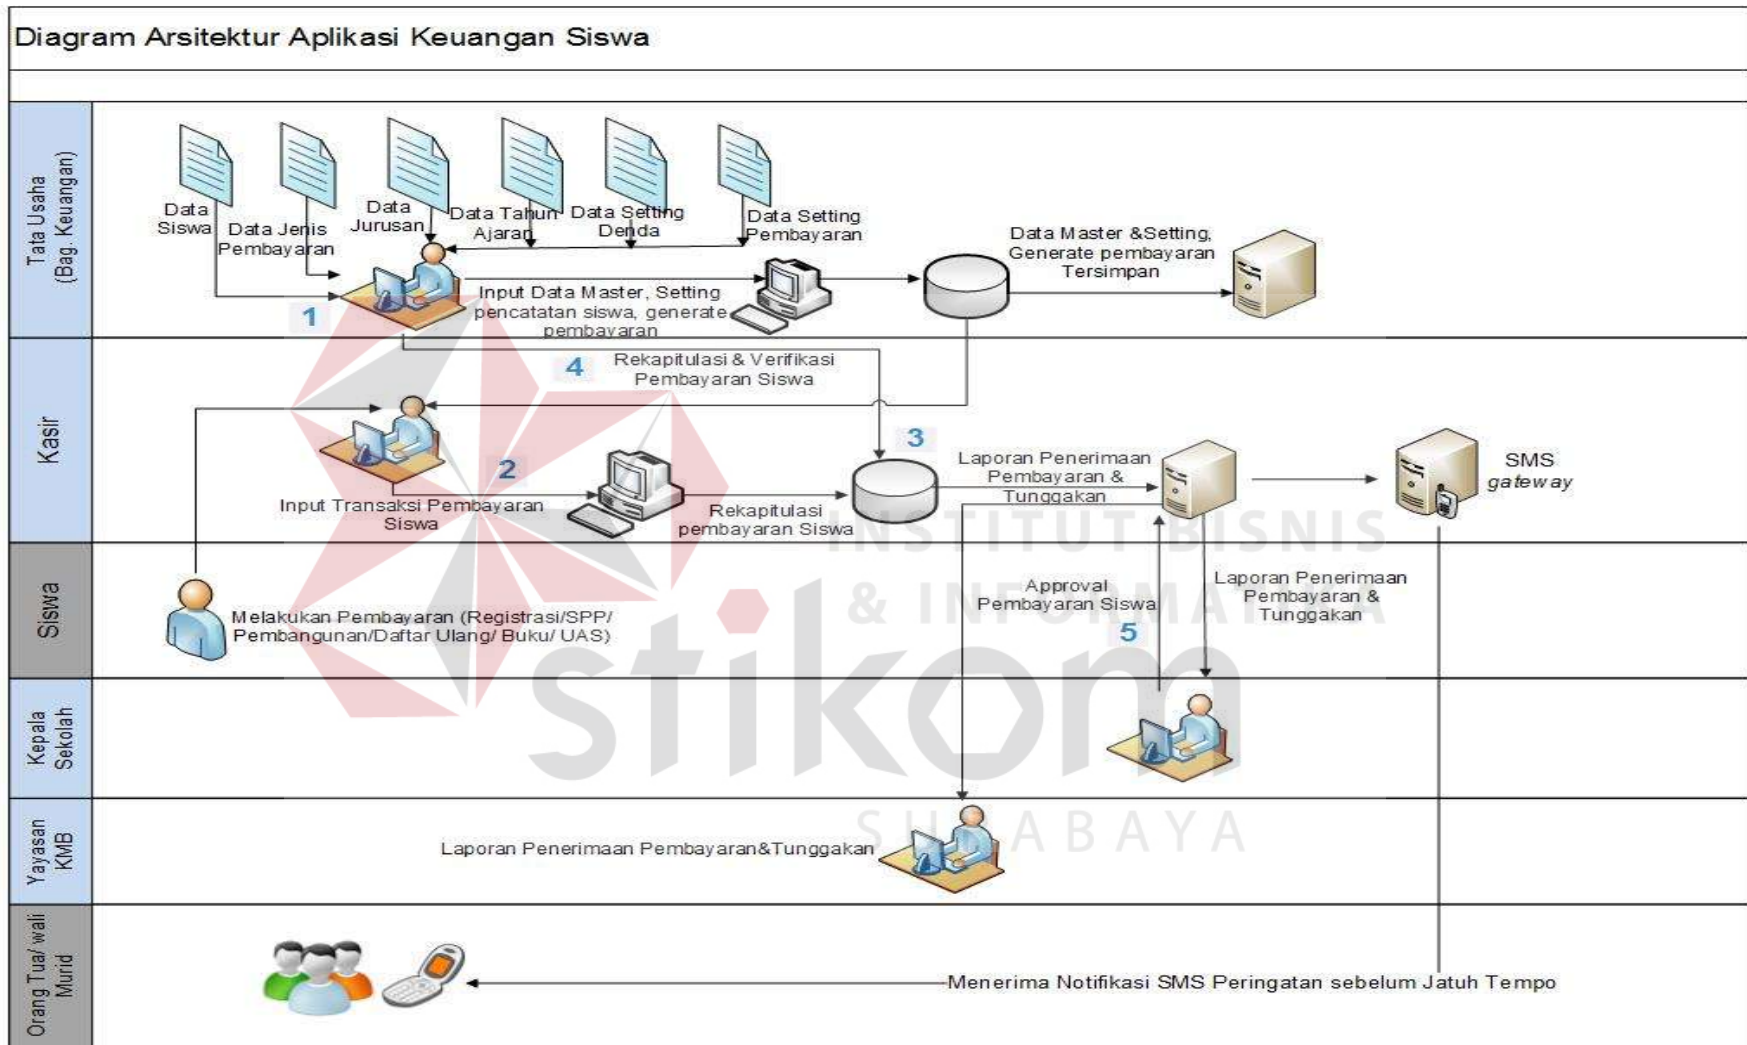 Diagram Arsitektur Aplikasi Keuangan Siswa
Tata Usaha
(Bag. Keuangan)
Data
Siswa
Data Jenis
Pembayaran
Data
Jurusan
Data Tahun
Ajaran
Data Setting
Denda
Data Setting
Pembayaran
1
Input Data Master, Setting
pencatatan siswa, generate
pembayaran
Data Master &Setting,
Generate pembayaran
Tersimpan
Kasir
4
Rekapitulasi & Verifikasi
Pembayaran Siswa
2
Input Transaksi Pembayaran
Siswa
Rekapitulasi
pembayaran Siswa
3
Laporan Penerimaan
Pembayaran &
Tunggakan
SMS
gateway
Siswa
Melakukan Pembayaran (Registrasi/SPP/
Pembangunan/Daftar Ulang/ Buku/ UAS)
Approval
Pembayaran Siswa
5
Laporan Penerimaan
Pembayaran &
Tunggakan
Kepala
Sekolah
Yayasan
KMB
Laporan Penerimaan Pembayaran&Tunggakan
Orang Tua/ wali
Murid
Menerima Notifikasi SMS Peringatan sebelum Jatuh Tempo
INSTITUT BISNIS
& INFORMATIKA
stikom
SURABAYA